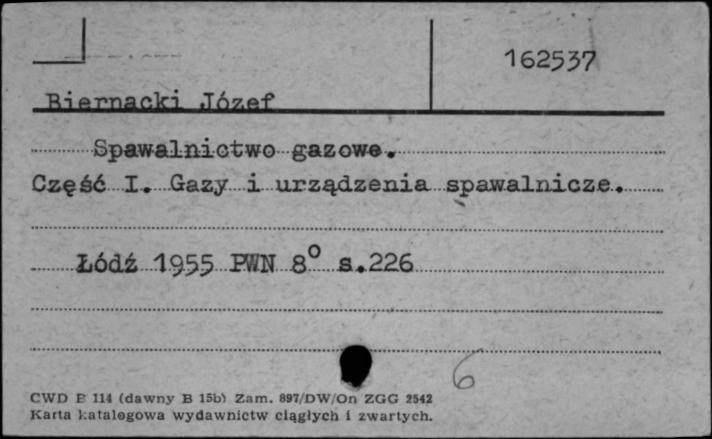 162537
Biernacki Józef
Spawalnictwo gazowe.
Część I. Gazy i urządzenia spawalnicze.
Łódź 1955 PWN 8° s.226
6
CWD B 114 (dawny B 15b) Zam. 897/DW/On ZGG 2542
Karta katalogowa wydawnictw ciągłych i zwartych.